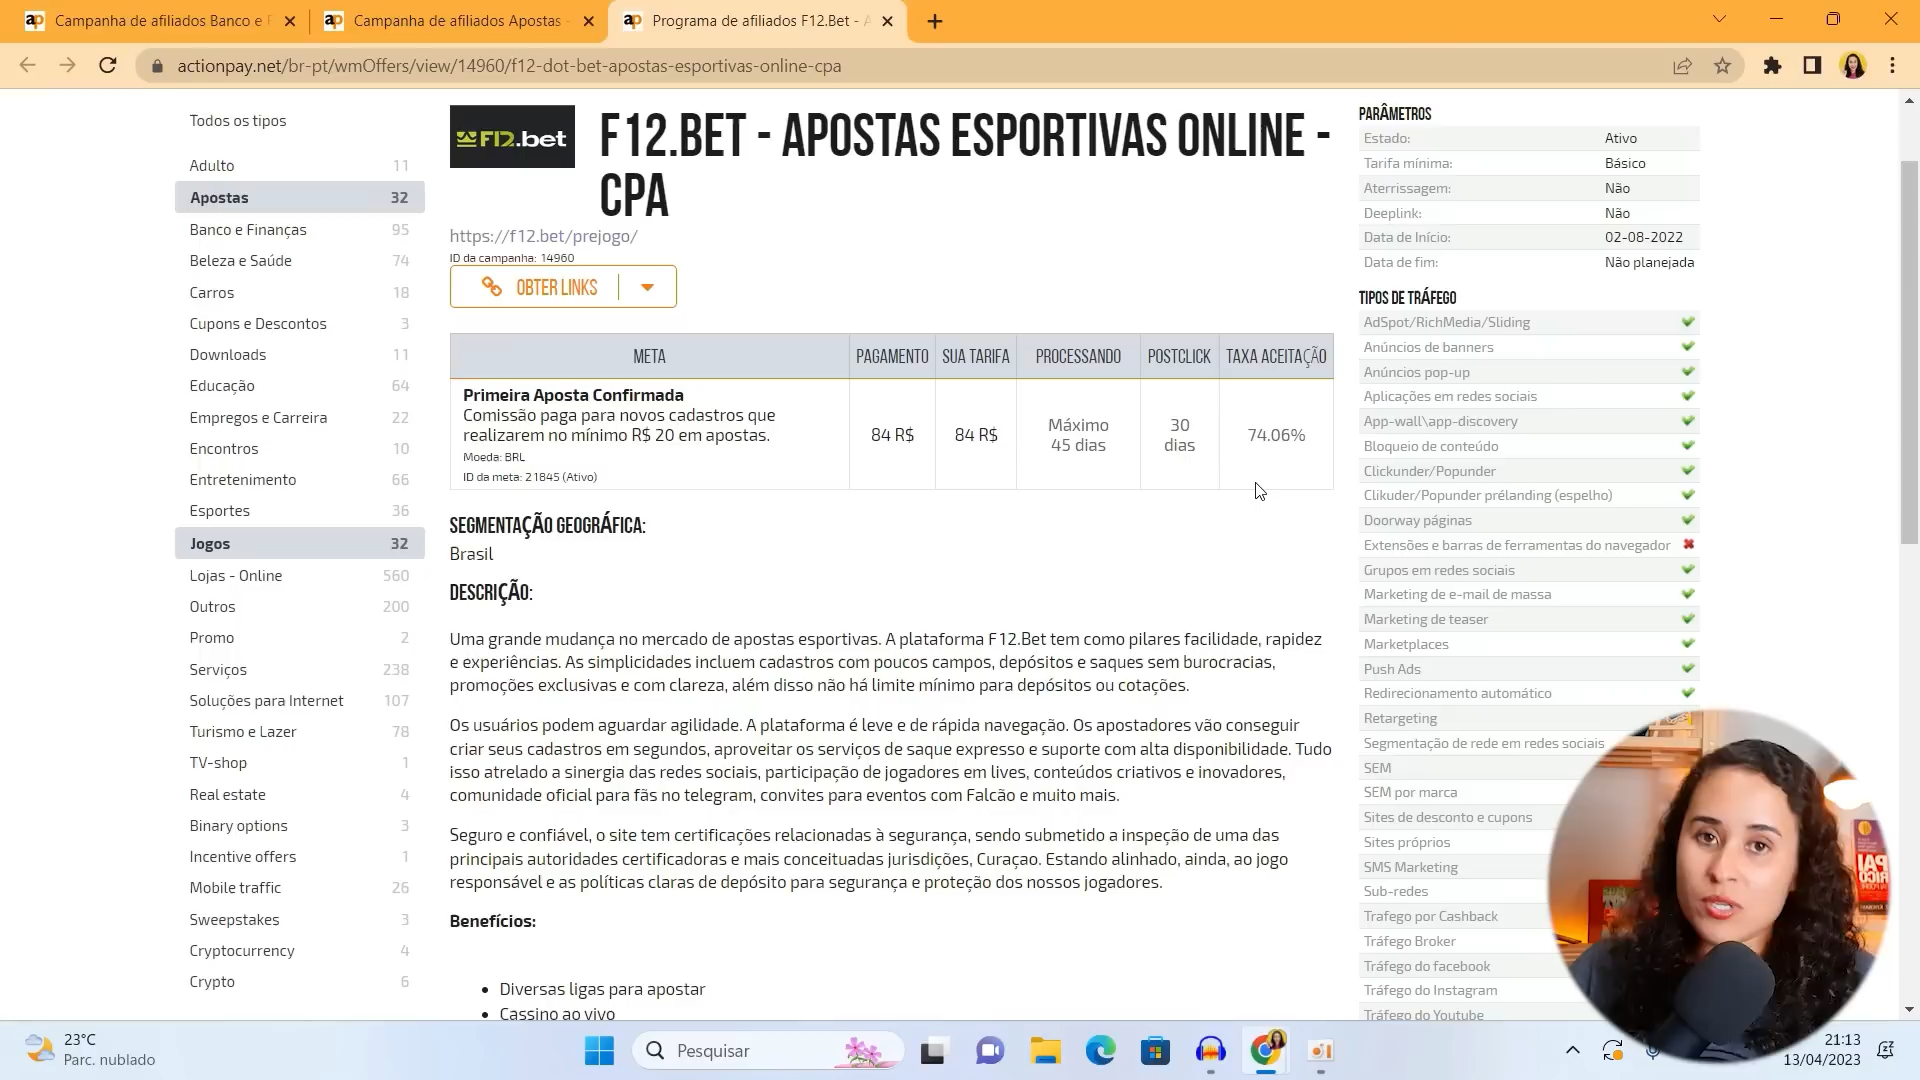 Campanha de afiliados Banco e F
Campanha de afiliados Apostas
Programa de afiliados F12.Bet - A
actionpay.net/br-pt/wmOffers/view/14960/f12-dot-bet-apostas-esportivas-online-cpa
Todos os tipos
Adulto 11
Apostas 32
Banco e Finanças 95
Beleza e Saúde 74
Carros 18
Cupons e Descontos 3
Downloads 11
Educação 64
Empregos e Carreira 22
Encontros 10
Entretenimento 66
Esportes 36
Jogos 32
Lojas - Online 560
Outros 200
Promo 2
Serviços 238
Soluções para Internet 107
Turismo e Lazer 78
TV-shop 1
Real estate 4
Binary options 3
Incentive offers 1
Mobile traffic 26
Sweepstakes 3
Cryptocurrency 4
Crypto 6
F12.bet
F12.BET - APOSTAS ESPORTIVAS ONLINE -
CPA
https://f12.bet/prejogo/
ID da campanha: 14960
OBTER LINKS
META PAGAMENTO SUA TARIFA PROCESSANDO POSTCLICK TAXA ACEITAÇÃO
Primeira Aposta Confirmada
Comissão paga para novos cadastros que
realizarem no mínimo R$ 20 em apostas.
Moeda: BRL
ID da meta: 21845 (Ativo)
84 R$
84 R$
Máximo
45 dias
30
dias
74.06%
SEGMENTAÇÃO GEOGRÁFICA:
Brasil
DESCRIÇÃO:
Uma grande mudança no mercado de apostas esportivas. A plataforma F12.Bet tem como pilares facilidade, rapidez
e experiências. As simplicidades incluem cadastros com poucos campos, depósitos e saques sem burocracias,
promoções exclusivas e com clareza, além disso não há limite mínimo para depósitos ou cotações.
Os usuários podem aguardar agilidade. A plataforma é leve e de rápida navegação. Os apostadores vão conseguir
criar seus cadastros em segundos, aproveitar os serviços de saque expresso e suporte com alta disponibilidade. Tudo
isso atrelado a sinergia das redes sociais, participação de jogadores em lives, conteúdos criativos e inovadores,
comunidade oficial para fãs no telegram, convites para eventos com Falcão e muito mais.
Seguro e confiável, o site tem certificações relacionadas à segurança, sendo submetido a inspeção de uma das
principais autoridades certificadoras e mais conceituadas jurisdições, Curaçao. Estando alinhado, ainda, ao jogo
responsável e as políticas claras de depósito para segurança e proteção dos nossos jogadores.
Benefícios:
• Diversas ligas para apostar
• Cassino ao vivo
PARÂMETROS
Estado: Ativo
Tarifa mínima: Básico
Aterrissagem: Não
Deeplink: Não
Data de Início: 02-08-2022
Data de fim: Não planejada
TIPOS DE TRÁFEGO
AdSpot/RichMedia/Sliding
Anúncios de banners
Anúncios pop-up
Aplicações em redes sociais
App-wall\app-discovery
Bloqueio de conteúdo
Clickunder/Popunder
Clikuder/Popunder prélanding (espelho)
Doorway páginas
Extensões e barras de ferramentas do navegador
Grupos em redes sociais
Marketing de e-mail de massa
Marketing de teaser
Marketplaces
Push Ads
Redirecionamento automático
Retargeting
Segmentação de rede em redes sociais
SEM
SEM por marca
Sites de desconto e cupons
Sites próprios
SMS Marketing
Sub-redes
Trafego por Cashback
Tráfego Broker
Tráfego do facebook
Tráfego do Instagram
Tráfego do Youtube
PAI
RICO
23°C
Parc. nublado
Pesquisar
21:13
13/04/2023